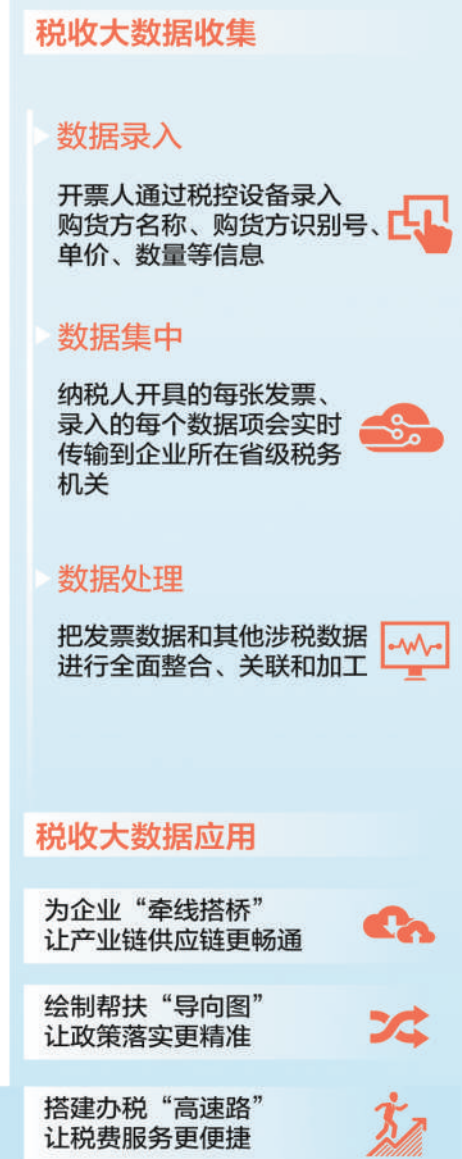 税收大数据收集
数据录入
开票人通过税控设备录入
购货方名称、购货方识别号、
单价、数量等信息
数据集中
纳税人开具的每张发票、
录入的每个数据项会实时
传输到企业所在省级税务
机关
数据处理
把发票数据和其他涉税数据
进行全面整合、关联和加工
税收大数据应用
为企业“牵线搭桥”
让产业链供应链更畅通
绘制帮扶“导向图”
让政策落实更精准
搭建办税“高速路”
让税费服务更便捷